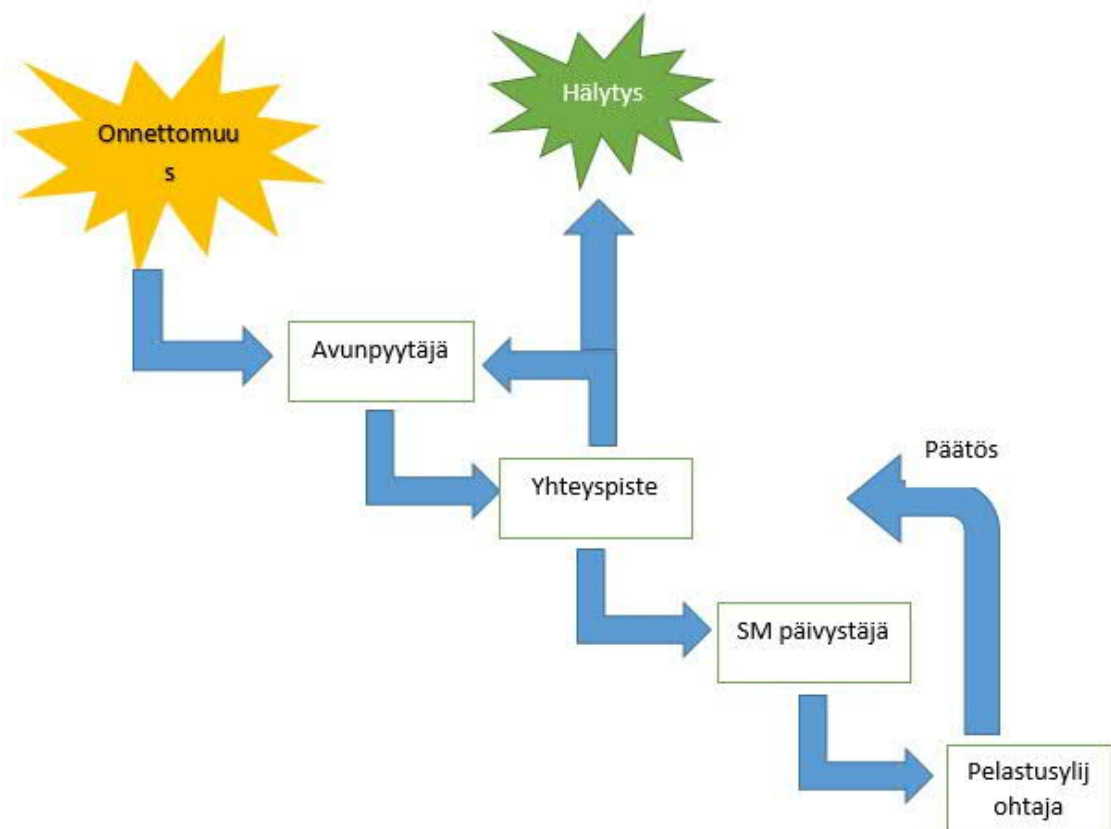 Onnettomuu
s
Hälytys
Avunpyytäjä
Yhteyspiste
Päätös
SM päivystäjä
Pelastusylij
ohtaja